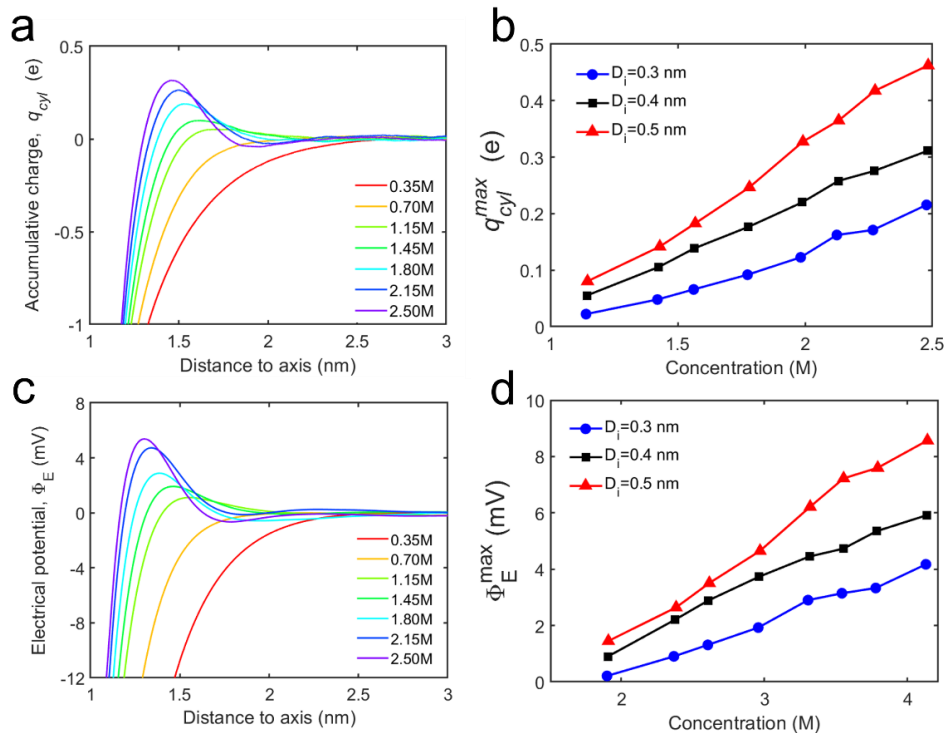 a
0.5
0
-0.5
-1
Accumulative charge, q_cyl (e)
0.35M
0.70M
1.15M
1.45M
1.80M
2.15M
2.50M
1 1.5 2 2.5 3
Distance to axis (nm)
b
0.5
0.4
0.3
0.2
0.1
0
q_cyl^max (e)
D_i=0.3 nm
D_i=0.4 nm
D_i=0.5 nm
1 1.5 2 2.5
Concentration (M)
c
8
4
0
-4
-8
-12
Electrical potential, Φ_E (mV)
0.35M
0.70M
1.15M
1.45M
1.80M
2.15M
2.50M
1 1.5 2 2.5 3
Distance to axis (nm)
d
10
8
6
4
2
0
Φ_E^max (mV)
D_i=0.3 nm
D_i=0.4 nm
D_i=0.5 nm
2 3 4
Concentration (M)